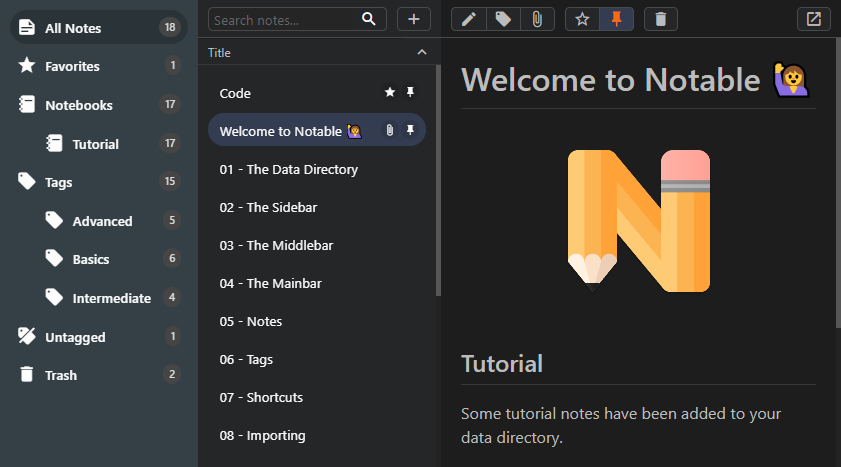 All Notes 18
Favorites 1
Notebooks 17
Tutorial 17
Tags 15
Advanced 5
Basics 6
Intermediate 4
Untagged 1
Trash 2
Search notes...
Title
Code
Welcome to Notable 🙋‍♀️
01 - The Data Directory
02 - The Sidebar
03 - The Middlebar
04 - The Mainbar
05 - Notes
06 - Tags
07 - Shortcuts
08 - Importing
Welcome to Notable 🙋‍♀️
Tutorial
Some tutorial notes have been added to your
data directory.